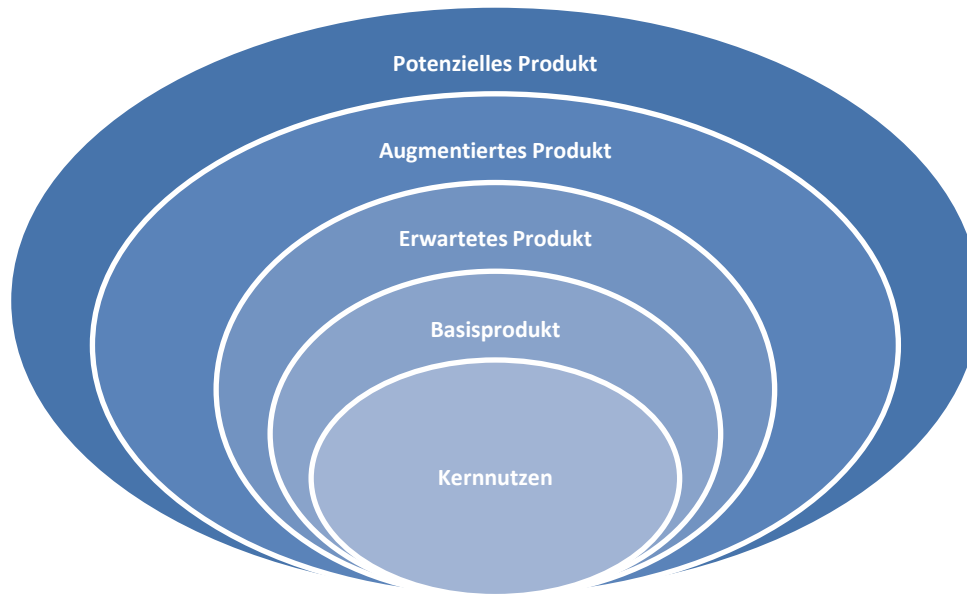 Potenzielles Produkt
Augmentiertes Produkt
Erwartetes Produkt
Basisprodukt
Kernnutzen